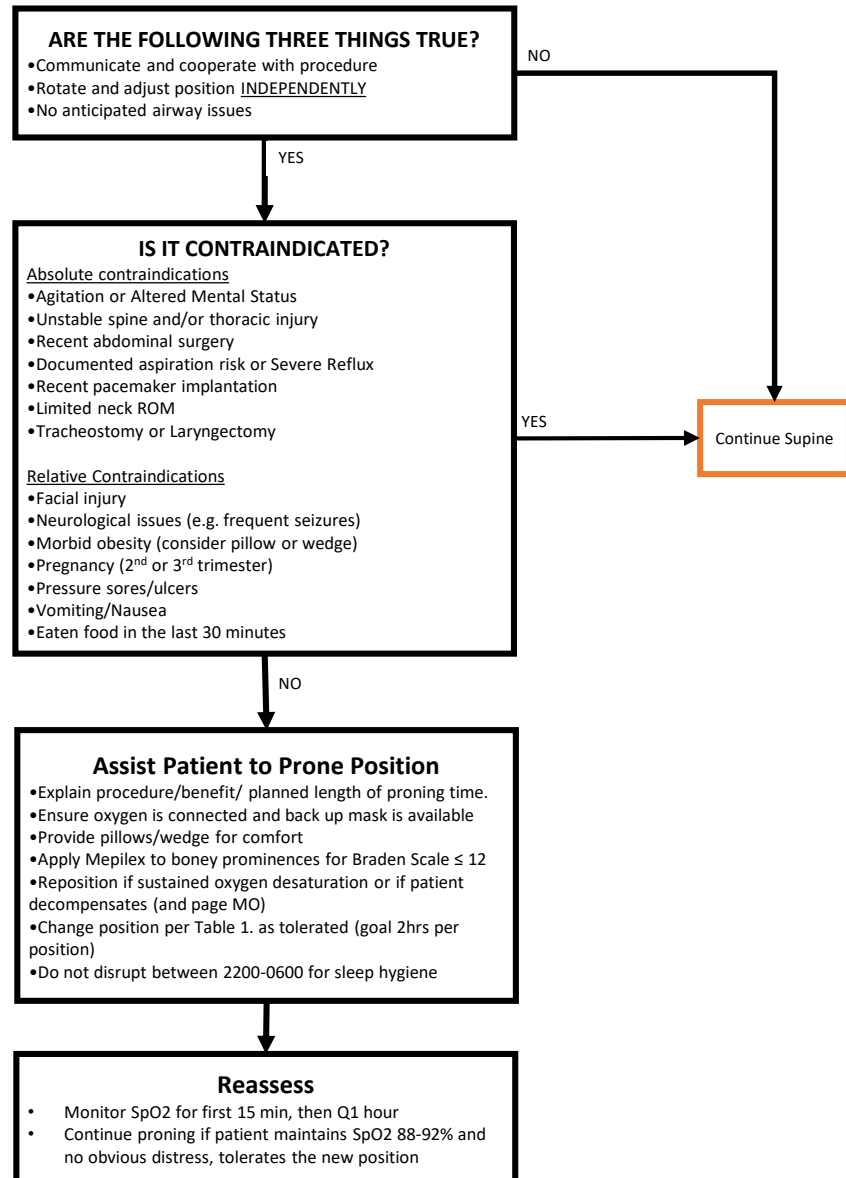 ARE THE FOLLOWING THREE THINGS TRUE?
•Communicate and cooperate with procedure
•Rotate and adjust position INDEPENDENTLY
•No anticipated airway issues
NO
YES
IS IT CONTRAINDICATED?
Absolute contraindications
•Agitation or Altered Mental Status
•Unstable spine and/or thoracic injury
•Recent abdominal surgery
•Documented aspiration risk or Severe Reflux
•Recent pacemaker implantation
•Limited neck ROM
•Tracheostomy or Laryngectomy
Relative Contraindications
•Facial injury
•Neurological issues (e.g. frequent seizures)
•Morbid obesity (consider pillow or wedge)
•Pregnancy (2nd or 3rd trimester)
•Pressure sores/ulcers
•Vomiting/Nausea
•Eaten food in the last 30 minutes
YES
Continue Supine
NO
Assist Patient to Prone Position
•Explain procedure/benefit/ planned length of proning time.
•Ensure oxygen is connected and back up mask is available
•Provide pillows/wedge for comfort
•Apply Mepilex to boney prominences for Braden Scale ≤ 12
•Reposition if sustained oxygen desaturation or if patient
decompensates (and page MO)
•Change position per Table 1. as tolerated (goal 2hrs per
position)
•Do not disrupt between 2200-0600 for sleep hygiene
Reassess
• Monitor SpO2 for first 15 min, then Q1 hour
• Continue proning if patient maintains SpO2 88-92% and
no obvious distress, tolerates the new position